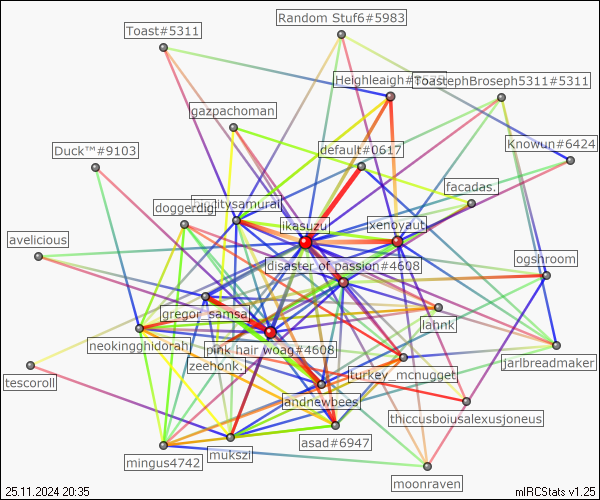 Random Stuf6#5983
Toast#5311
Heighleaigh#
ToastephBroseph5311#5311
gazpachoman
Knowun#6424
Duck™#9103
default#0617
facadas.
doggerdig
ikasuzu
xenoyaut
avelicious
ogshroom
disaster of passion#4608
gregor_samsa
lahnk
neokingghidorah
pink hair woag#4608
zeehonk.
jarlbreadmaker
turkey_mcnugget
tescoroll
andnewbees
thiccusboiusalexusjoneus
asad#6947
mukszi
mingus4742
moonraven
25.11.2024 20:35
mIRCStats v1.25